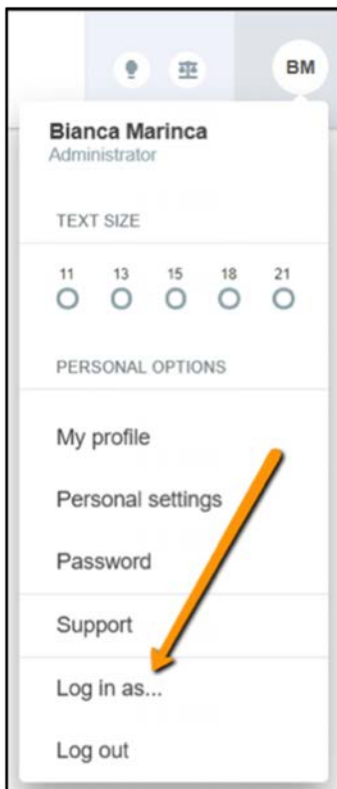 BM
Bianca Marinca
Administrator
TEXT SIZE
11 13 15 18 21
PERSONAL OPTIONS
My profile
Personal settings
Password
Support
Log in as...
Log out